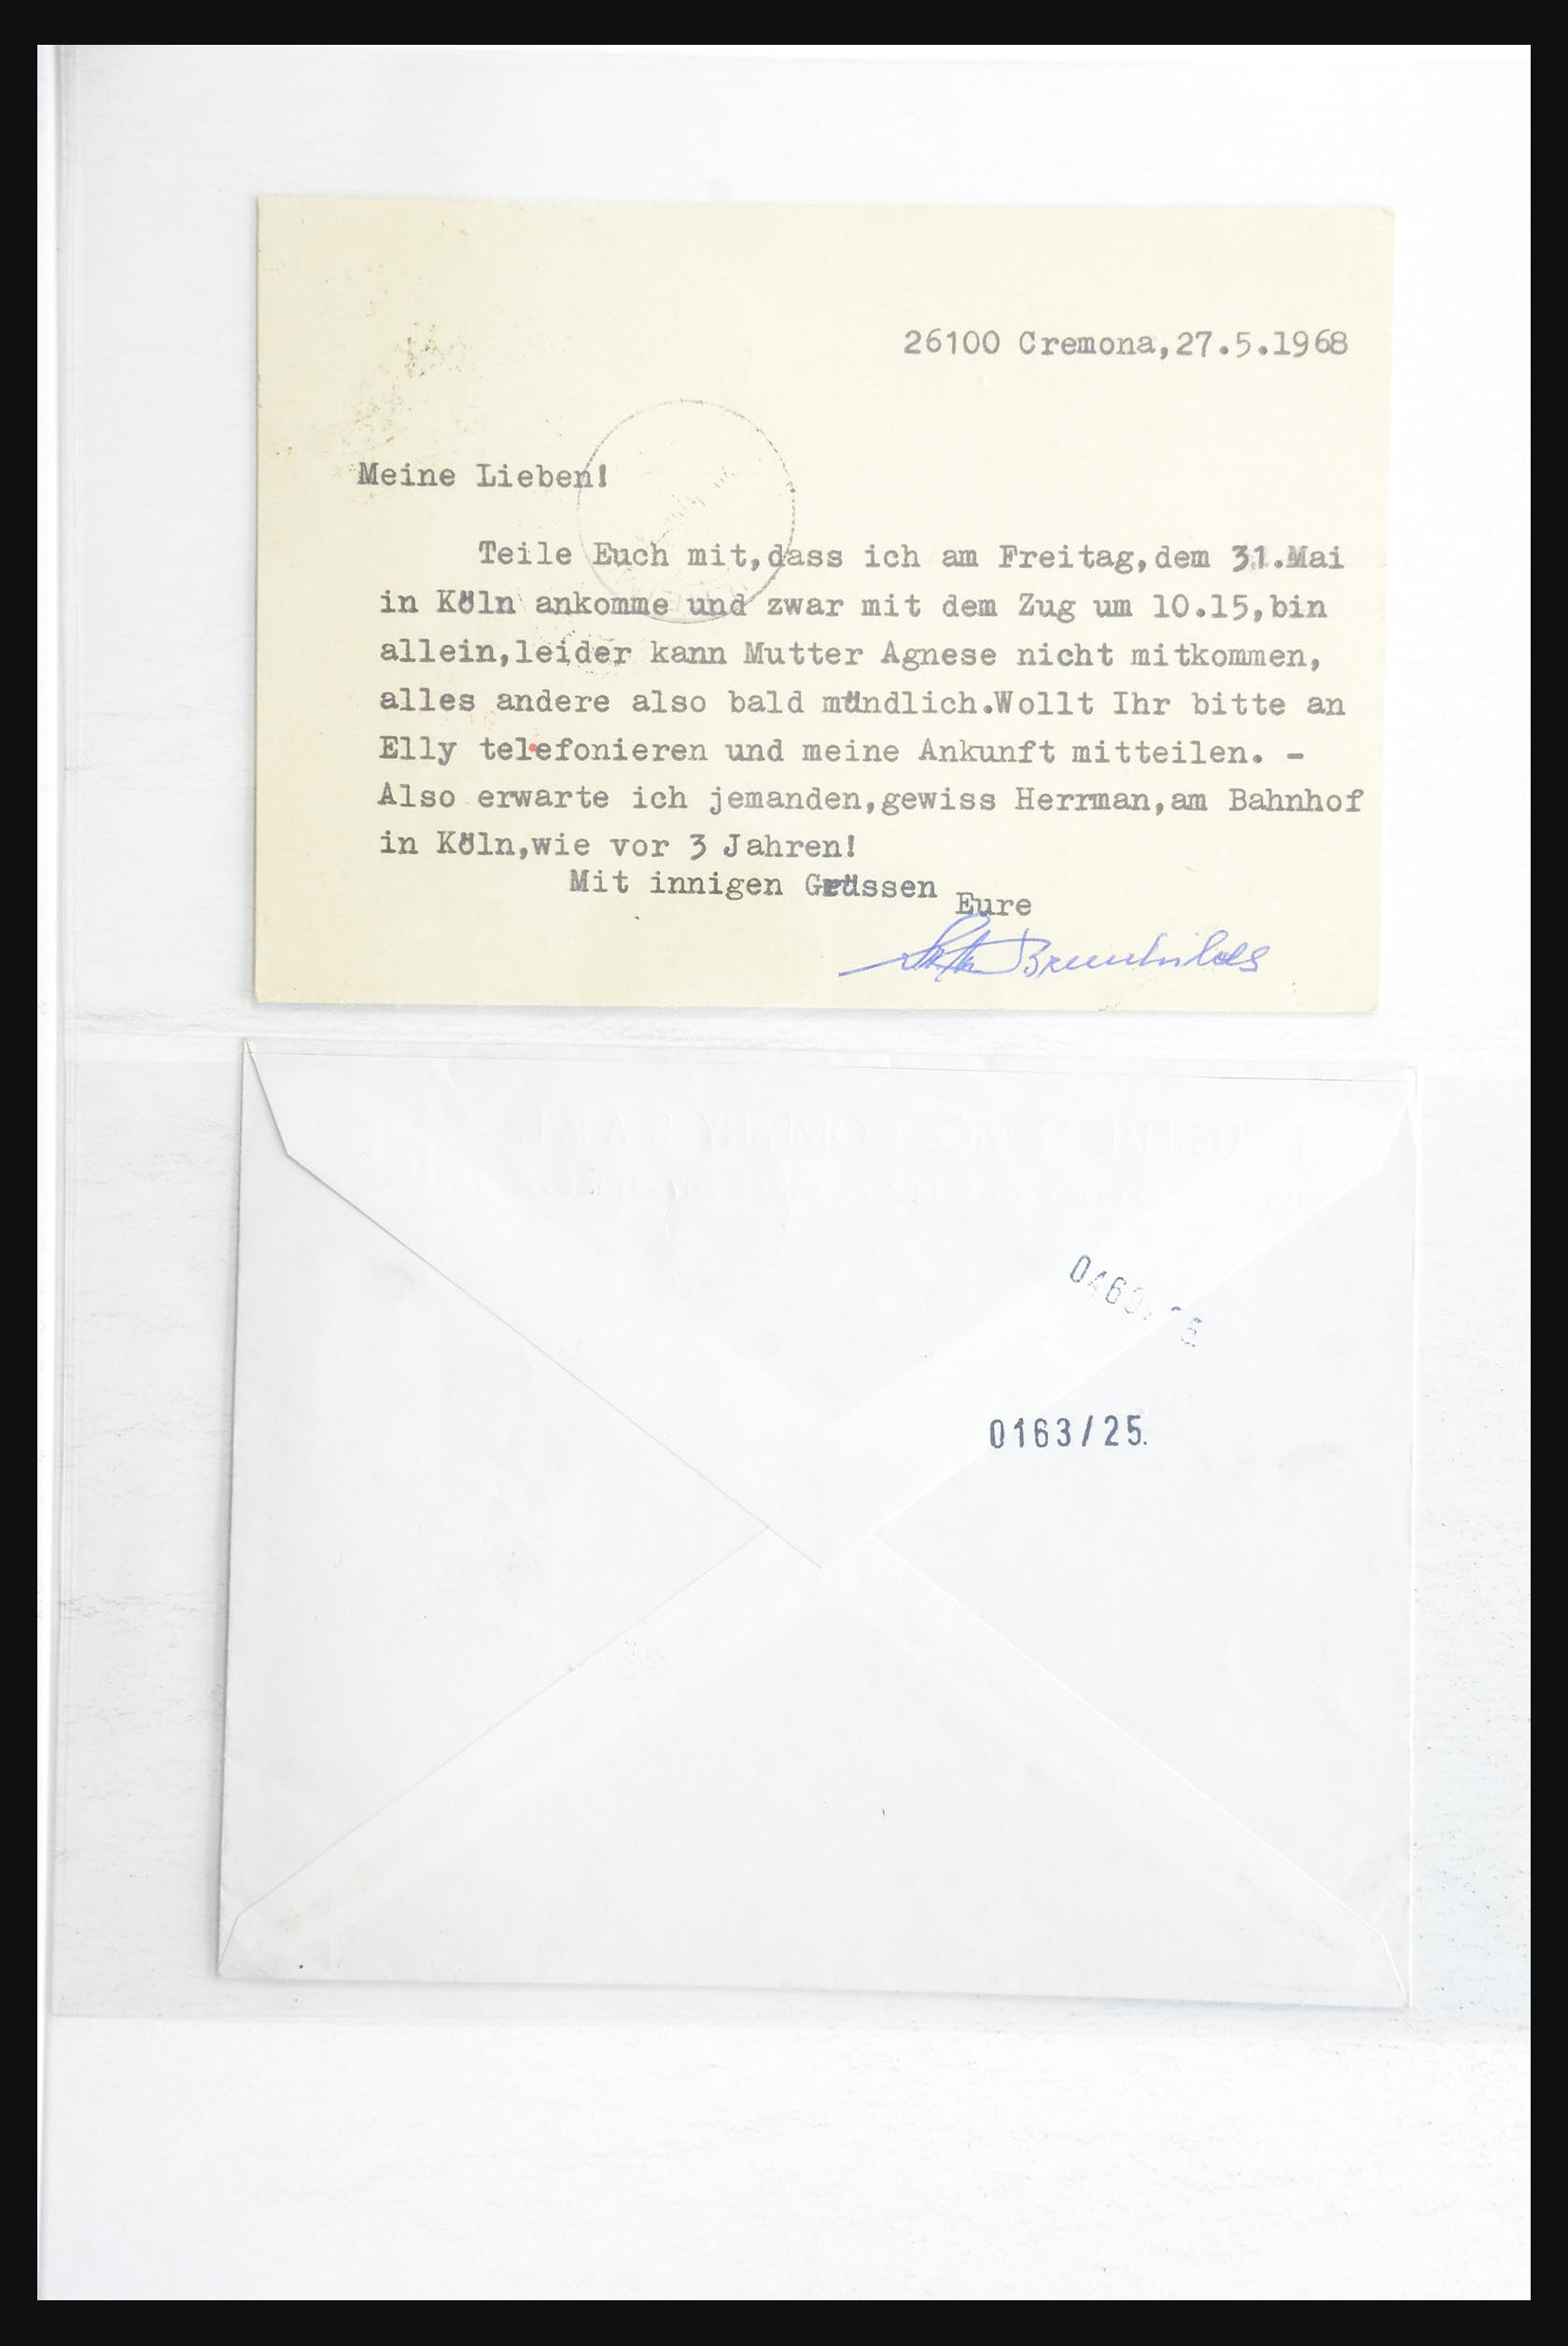 26100 Cremona,27.5.1968
Meine Lieben!
Teile Euch mit,dass ich am Freitag,dem 31.Mai
in Köln ankomme und zwar mit dem Zug um 10.15,bin
allein,leider kann Mutter Agnese nicht mitkommen,
alles andere also bald mündlich.Wollt Ihr bitte an
Elly telefonieren und meine Ankunft mitteilen. -
Also erwarte ich jemanden,gewiss Herrman,am Bahnhof
in Köln,wie vor 3 Jahren!
Mit innigen Grüssen
Eure
Brunhilde
COMPANY S.A.R.L.
0163/25.